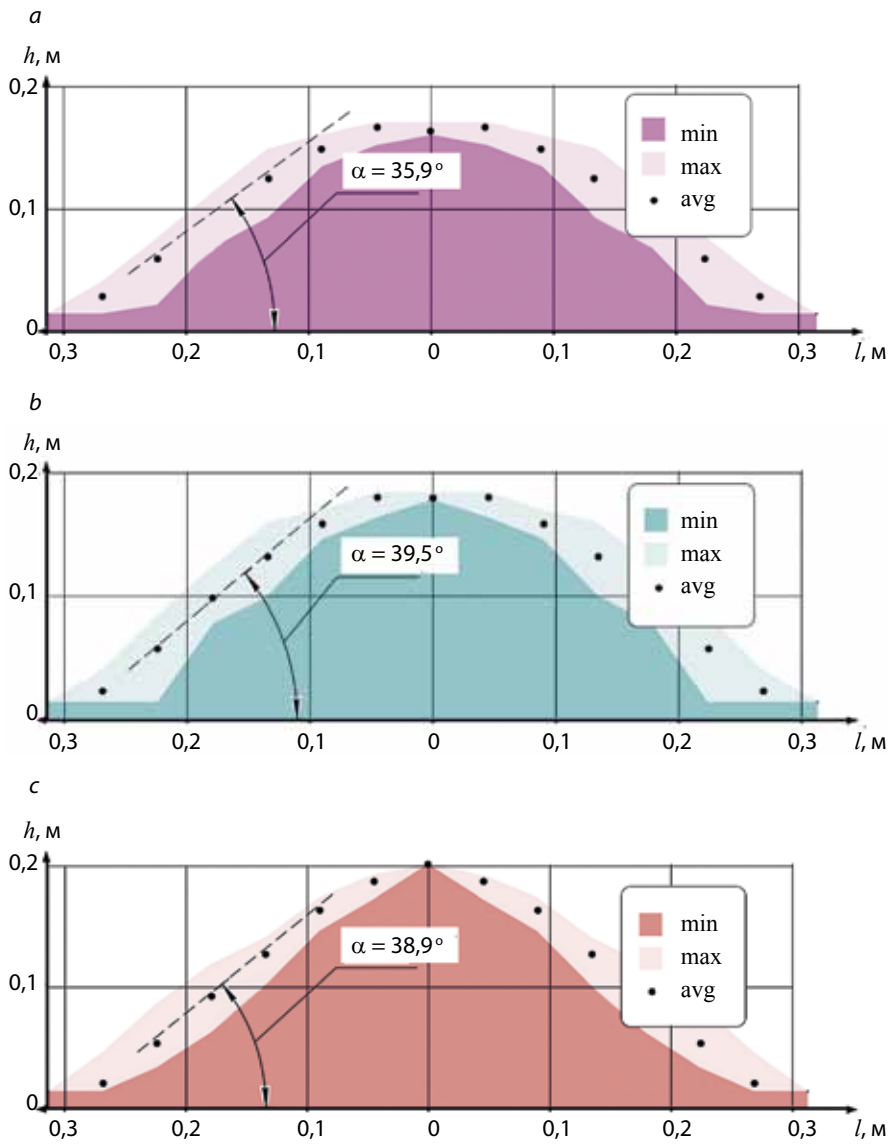 a
h, м
0,2
α = 35,9°
min
max
avg
0,1
0
0,3 0,2 0,1 0 0,1 0,2 0,3 l, м
b
h, м
0,2
min
α = 39,5°
max
avg
0,1
0
0,3 0,2 0,1 0 0,1 0,2 0,3 l, м
c
h, м
0,2
min
α = 38,9°
max
avg
0,1
0
0,3 0,2 0,1 0 0,1 0,2 0,3 l, м